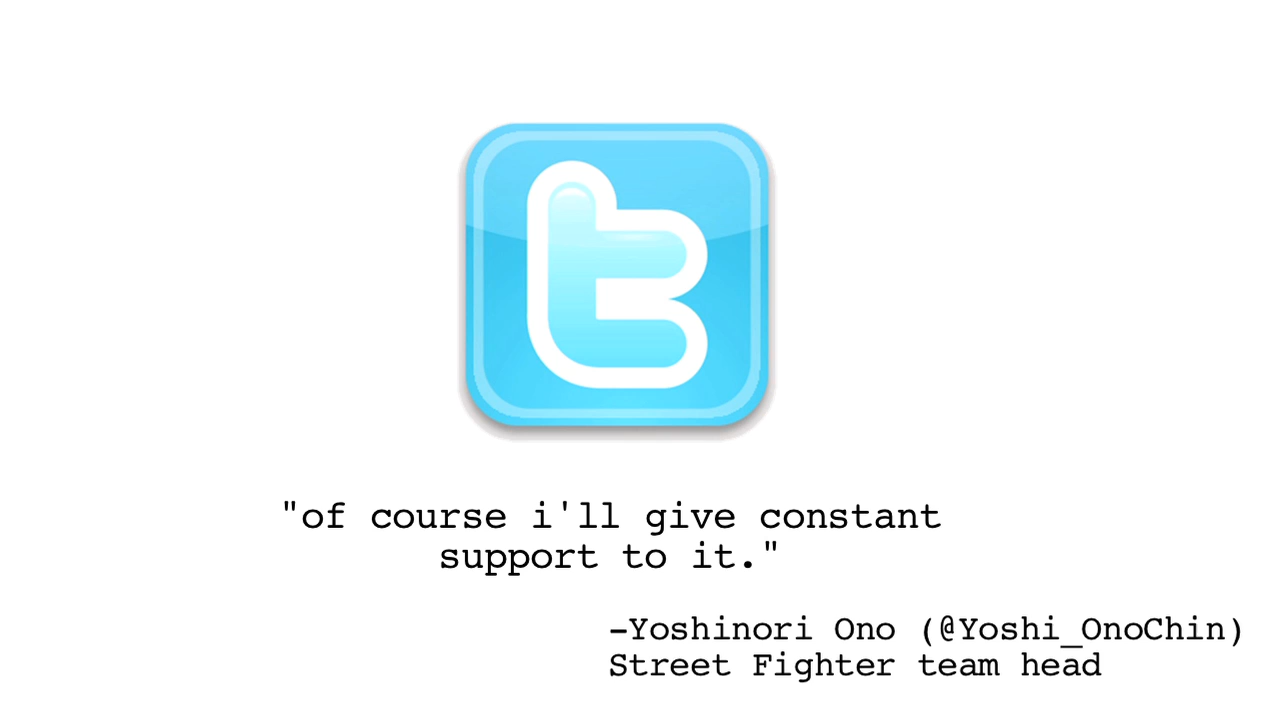 t
"of course i'll give constant
support to it."
–Yoshinori Ono (@Yoshi_OnoChin)
Street Fighter team head